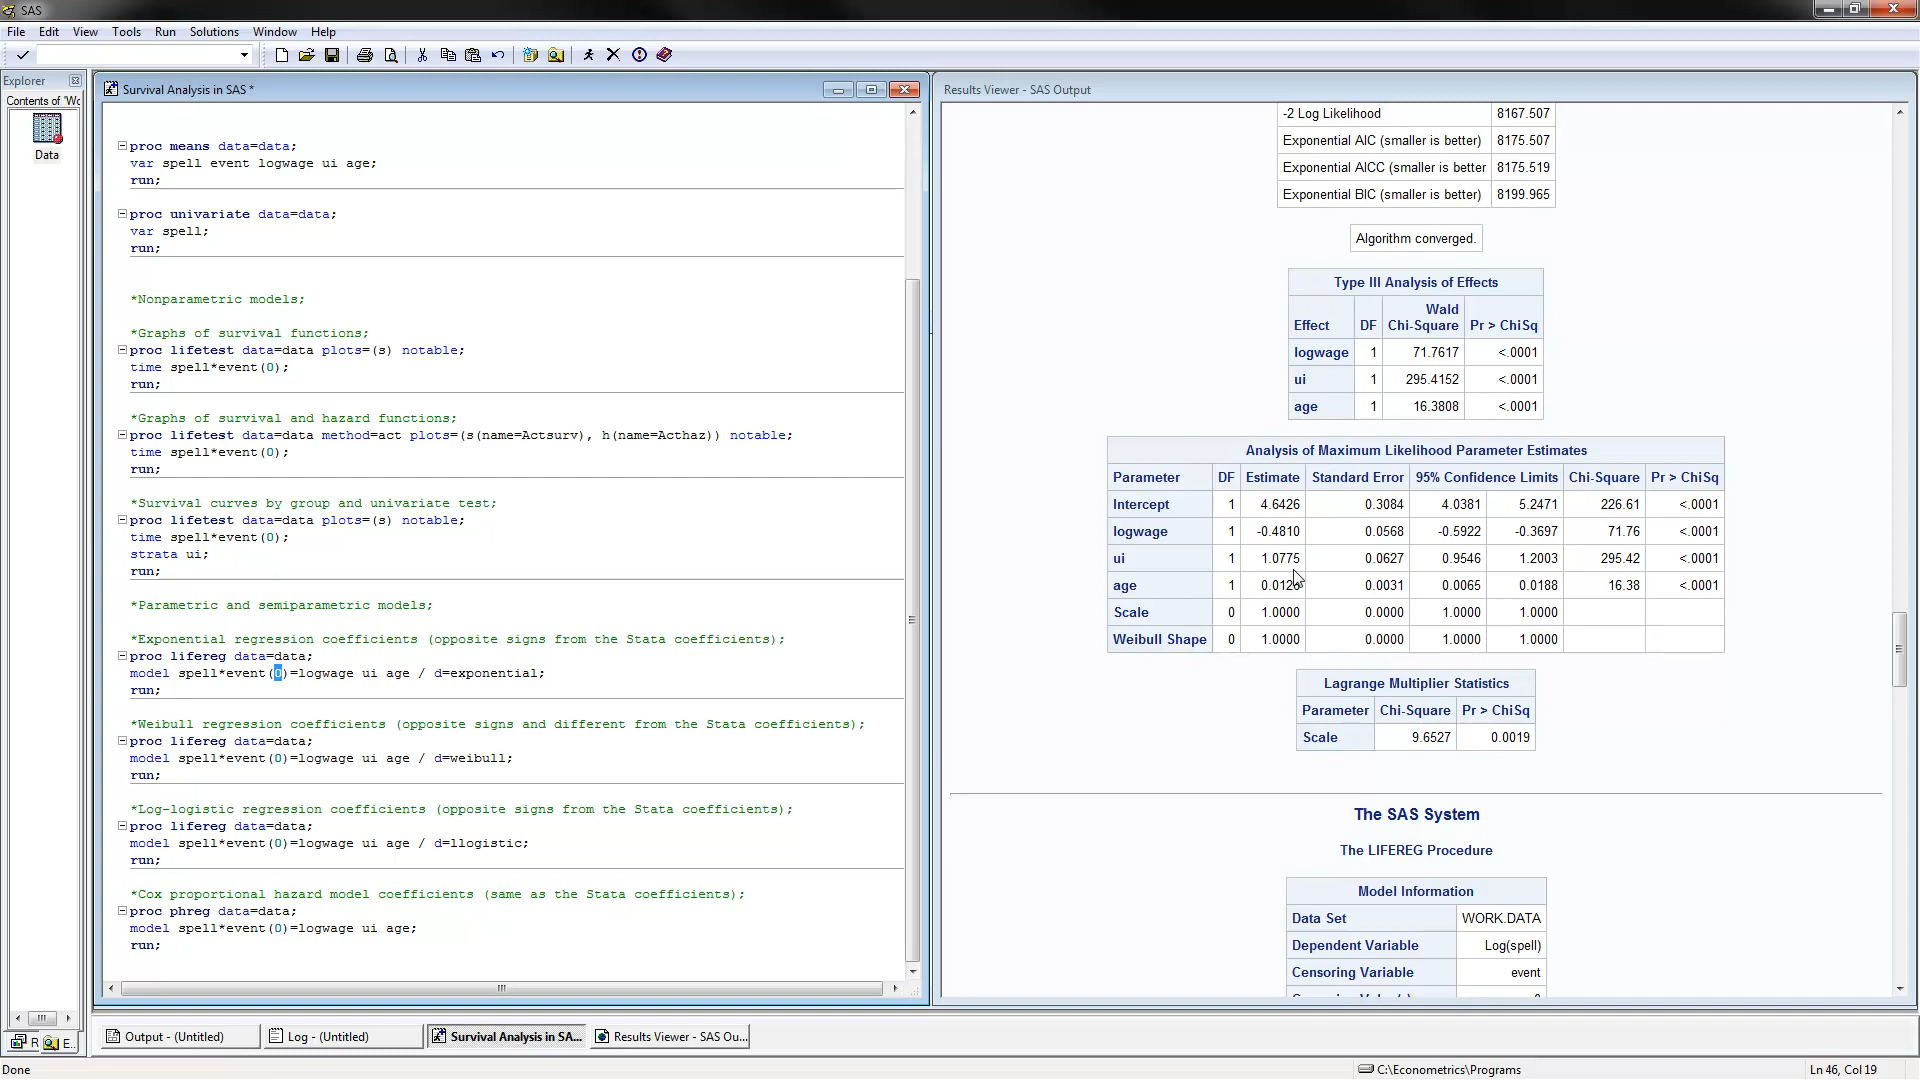 SAS
File Edit View Tools Run Solutions Window Help
Explorer
Contents of 'Wc
Data
Survival Analysis in SAS *
proc means data=data;
var spell event logwage ui age;
run;
proc univariate data=data;
var spell;
run;
*Nonparametric models;
*Graphs of survival functions;
proc lifetest data=data plots=(s) notable;
time spell*event(0);
run;
*Graphs of survival and hazard functions;
proc lifetest data=data method=act plots=(s(name=Actsurv), h(name=Acthaz)) notable;
time spell*event(0);
run;
*Survival curves by group and univariate test;
proc lifetest data=data plots=(s) notable;
time spell*event(0);
strata ui;
run;
*Parametric and semiparametric models;
*Exponential regression coefficients (opposite signs from the Stata coefficients);
proc lifereg data=data;
model spell*event(0)=logwage ui age / d=exponential;
run;
*Weibull regression coefficients (opposite signs and different from the Stata coefficients);
proc lifereg data=data;
model spell*event(0)=logwage ui age / d=weibull;
run;
*Log-logistic regression coefficients (opposite signs from the Stata coefficients);
proc lifereg data=data;
model spell*event(0)=logwage ui age / d=llogistic;
run;
*Cox proportional hazard model coefficients (same as the Stata coefficients);
proc phreg data=data;
model spell*event(0)=logwage ui age;
run;
Results Viewer - SAS Output
-2 Log Likelihood 8167.507
Exponential AIC (smaller is better) 8175.507
Exponential AICC (smaller is better 8175.519
Exponential BIC (smaller is better) 8199.965
Algorithm converged.
Type III Analysis of Effects
Effect DF Wald Chi-Square Pr > ChiSq
logwage 1 71.7617 <.0001
ui 1 295.4152 <.0001
age 1 16.3808 <.0001
Analysis of Maximum Likelihood Parameter Estimates
Parameter DF Estimate Standard Error 95% Confidence Limits Chi-Square Pr > ChiSq
Intercept 1 4.6426 0.3084 4.0381 5.2471 226.61 <.0001
logwage 1 -0.4810 0.0568 -0.5922 -0.3697 71.76 <.0001
ui 1 1.0775 0.0627 0.9546 1.2003 295.42 <.0001
age 1 0.0031 0.0065 0.0188 16.38 <.0001
Scale 0 1.0000 0.0000 1.0000 1.0000
Weibull Shape 0 1.0000 0.0000 1.0000 1.0000
Lagrange Multiplier Statistics
Parameter Chi-Square Pr > ChiSq
Scale 9.6527 0.0019
The SAS System
The LIFEREG Procedure
Model Information
Data Set WORK.DATA
Dependent Variable Log(spell)
Censoring Variable event
R E.. Output - (Untitled) Log - (Untitled) Survival Analysis in SA... Results Viewer - SAS Ou...
Done C:\Econometrics\Programs Ln 46, Col 19